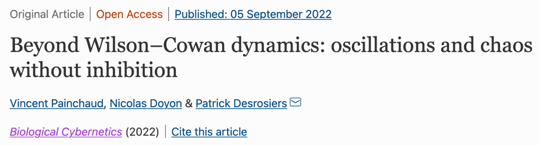 Original Article | Open Access | Published: 05 September 2022
Beyond Wilson–Cowan dynamics: oscillations and chaos
without inhibition
Vincent Painchaud, Nicolas Doyon & Patrick Desrosiers
Biological Cybernetics (2022) | Cite this article